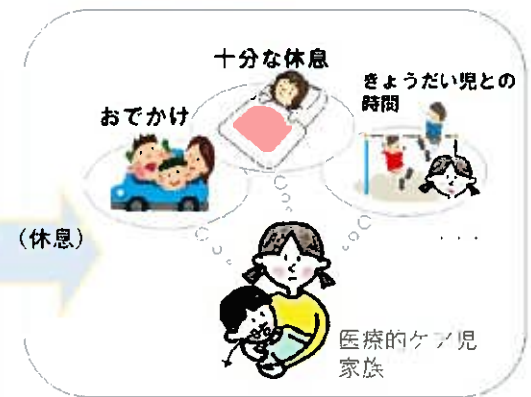 十分な休息
きょうだい児との
時間
おでかけ
(休息)
・・・
医療的ケア児
家族